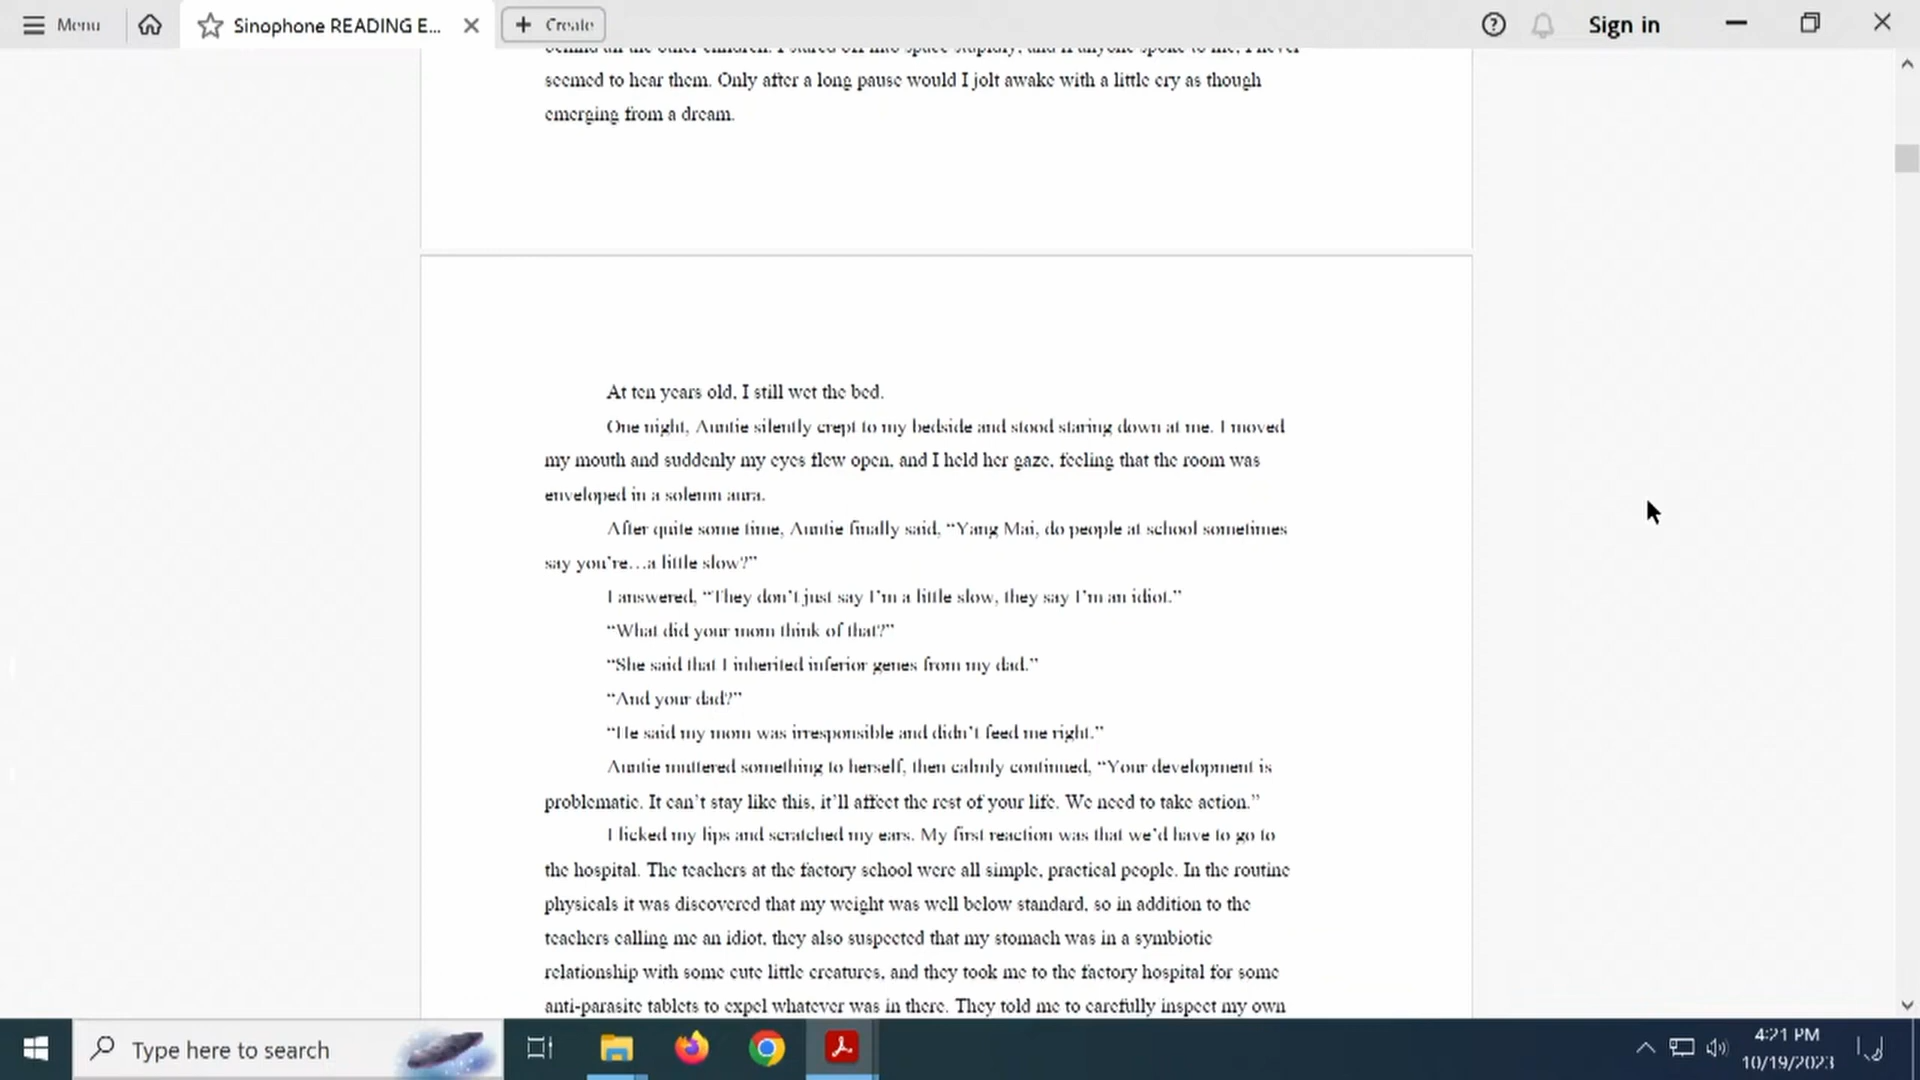 Menu
Sinophone READING E...
Create
Sign in
seemed to hear them. Only after a long pause would I jolt awake with a little cry as though
emerging from a dream.
At ten years old, I still wet the bed.
One night, Auntie silently crept to my bedside and stood staring down at me. I moved
my mouth and suddenly my eyes flew open, and I held her gaze, feeling that the room was
enveloped in a solemn aura.
After quite some time, Auntie finally said, “Yang Mai, do people at school sometimes
say you’re…a little slow?”
I answered, “They don’t just say I’m a little slow, they say I’m an idiot.”
“What did your mom think of that?”
“She said that I inherited inferior genes from my dad.”
“And your dad?”
“He said my mom was irresponsible and didn’t feed me right.”
Auntie muttered something to herself, then calmly continued, “Your development is
problematic. It can’t stay like this, it’ll affect the rest of your life. We need to take action.”
I licked my lips and scratched my ears. My first reaction was that we’d have to go to
the hospital. The teachers at the factory school were all simple, practical people. In the routine
physicals it was discovered that my weight was well below standard, so in addition to the
teachers calling me an idiot, they also suspected that my stomach was in a symbiotic
relationship with some cute little creatures, and they took me to the factory hospital for some
anti-parasite tablets to expel whatever was in there. They told me to carefully inspect my own
Type here to search
4:21 PM
10/19/2023